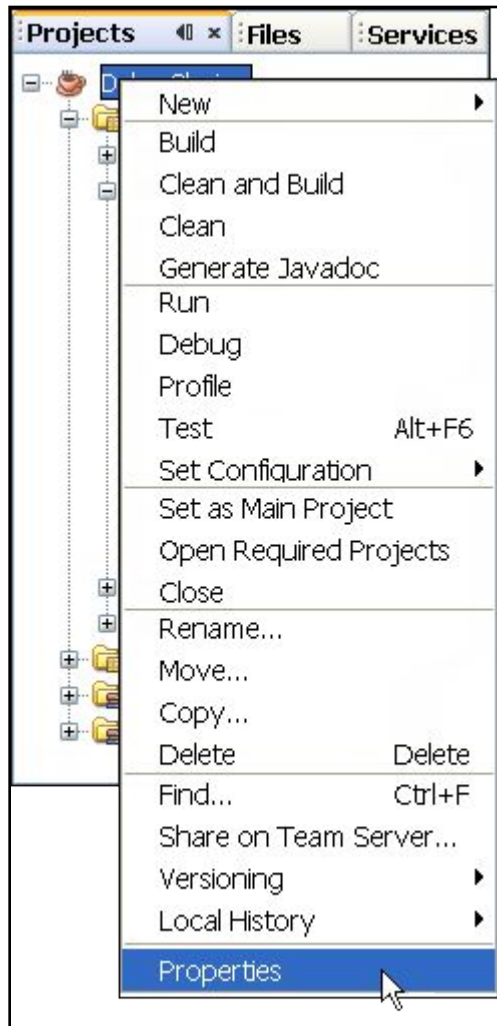 Projects Files Services
New
Build
Clean and Build
Clean
Generate Javadoc
Run
Debug
Profile
Test Alt+F6
Set Configuration
Set as Main Project
Open Required Projects
Close
Rename...
Move...
Copy...
Delete Delete
Find... Ctrl+F
Share on Team Server...
Versioning
Local History
Properties